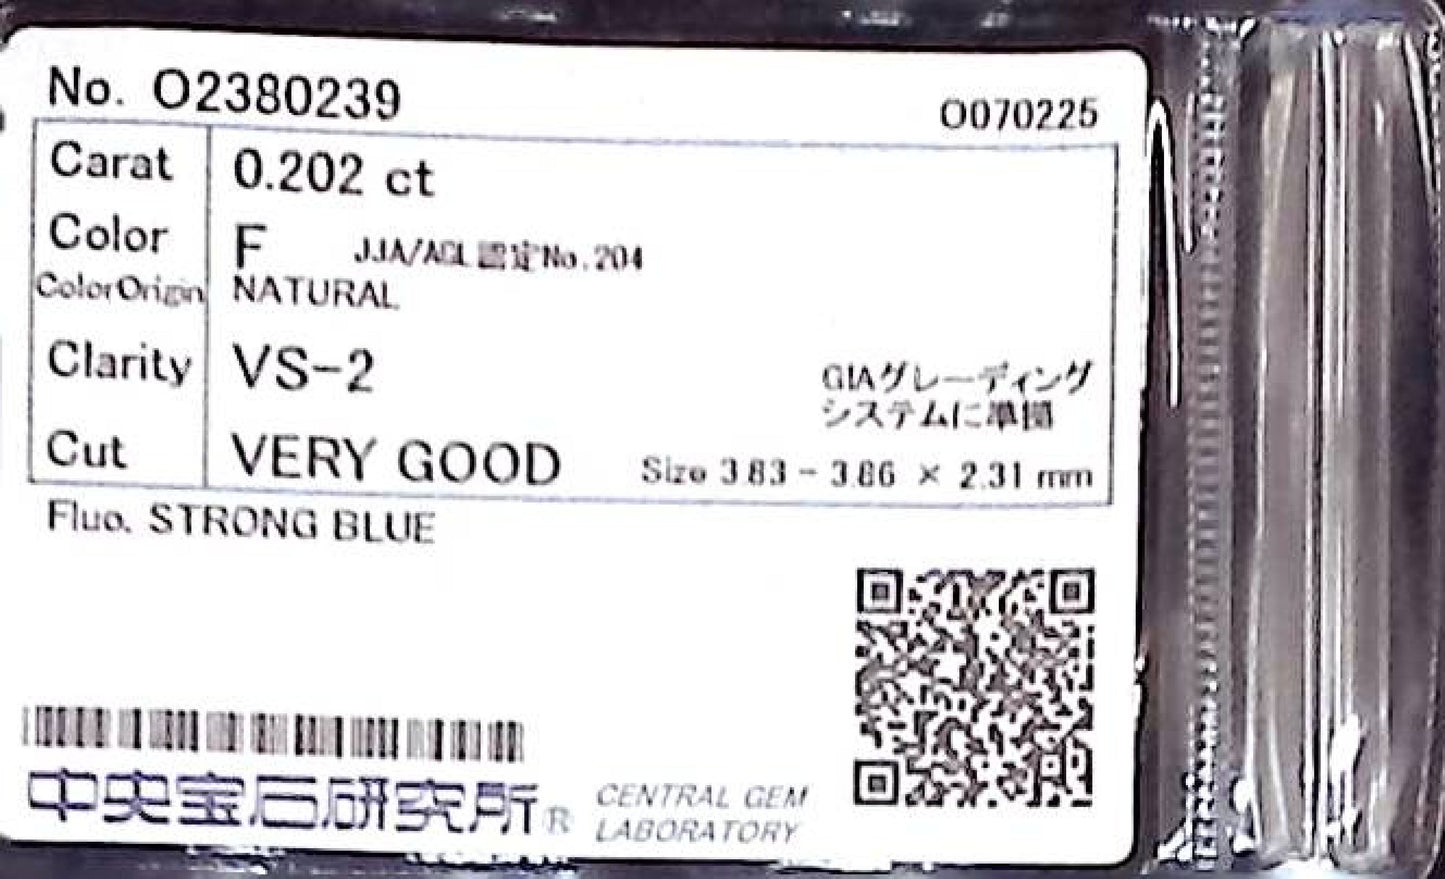 No. O2380239
O070225
Carat 0.202 ct
Color F JJA/AGL認定No.204
ColorOrigin NATURAL
Clarity VS-2
GIAグレーディング
システムに準拠
Cut VERY GOOD Size 3.83 - 3.86 × 2.31 mm
Fluo. STRONG BLUE
中央宝石研究所® CENTRAL GEM
LABORATORY